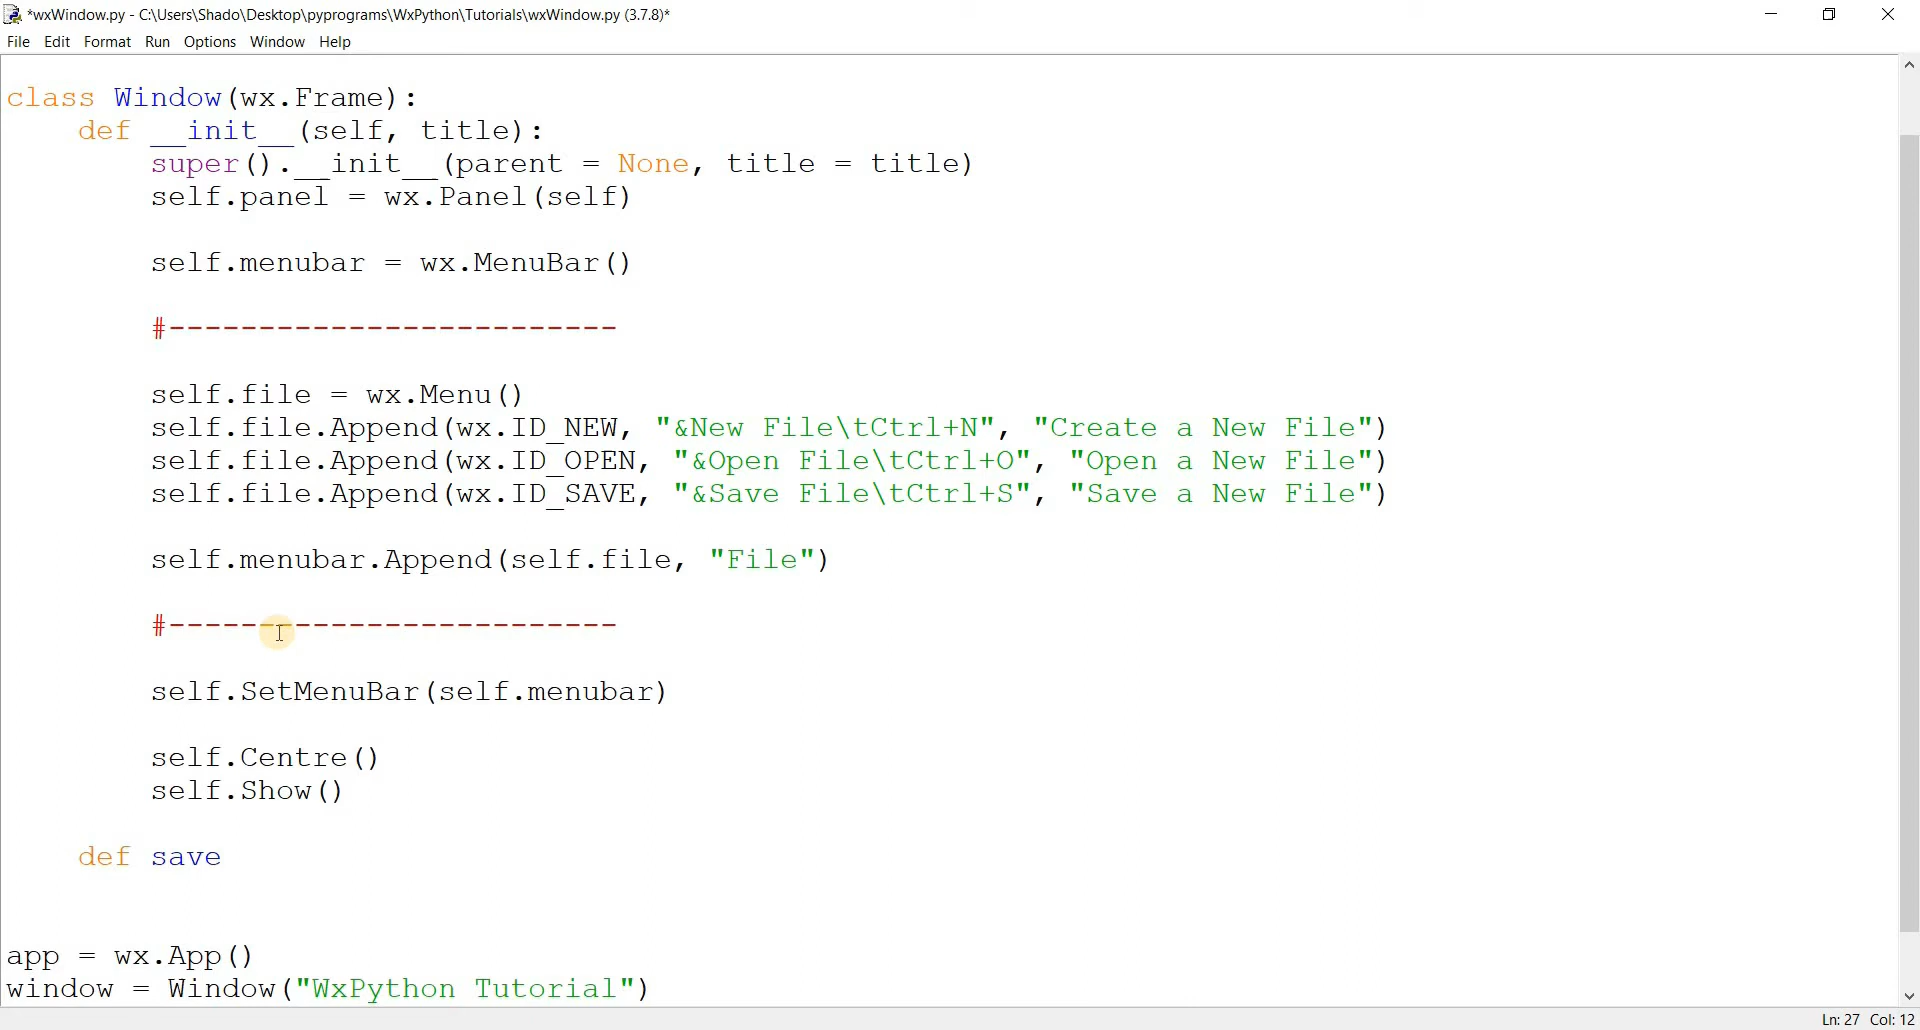 *wxWindow.py - C:\Users\Shado\Desktop\pyprograms\WxPython\Tutorials\wxWindow.py (3.7.8)*
File Edit Format Run Options Window Help
class Window(wx.Frame):
    def __init__(self, title):
        super().__init__(parent = None, title = title)
        self.panel = wx.Panel(self)
        self.menubar = wx.MenuBar()
        #-------------------------
        self.file = wx.Menu()
        self.file.Append(wx.ID_NEW, "&New File\tCtrl+N", "Create a New File")
        self.file.Append(wx.ID_OPEN, "&Open File\tCtrl+O", "Open a New File")
        self.file.Append(wx.ID_SAVE, "&Save File\tCtrl+S", "Save a New File")
        self.menubar.Append(self.file, "File")
        #-------------------------
        self.SetMenuBar(self.menubar)
        self.Centre()
        self.Show()
    def save
app = wx.App()
window = Window("WxPython Tutorial")
Ln: 27 Col: 12